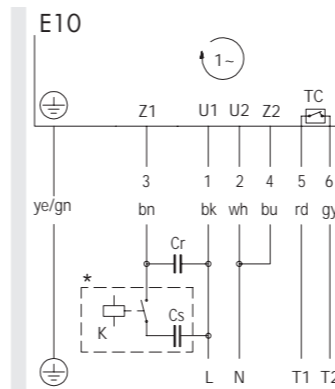 E10
1~
TC
Z1 U1 U2 Z2
3 1 2 4 5 6
ye/gn bn bk wh bu rd gy
Cr
*
K
Cs
L N T1 T2